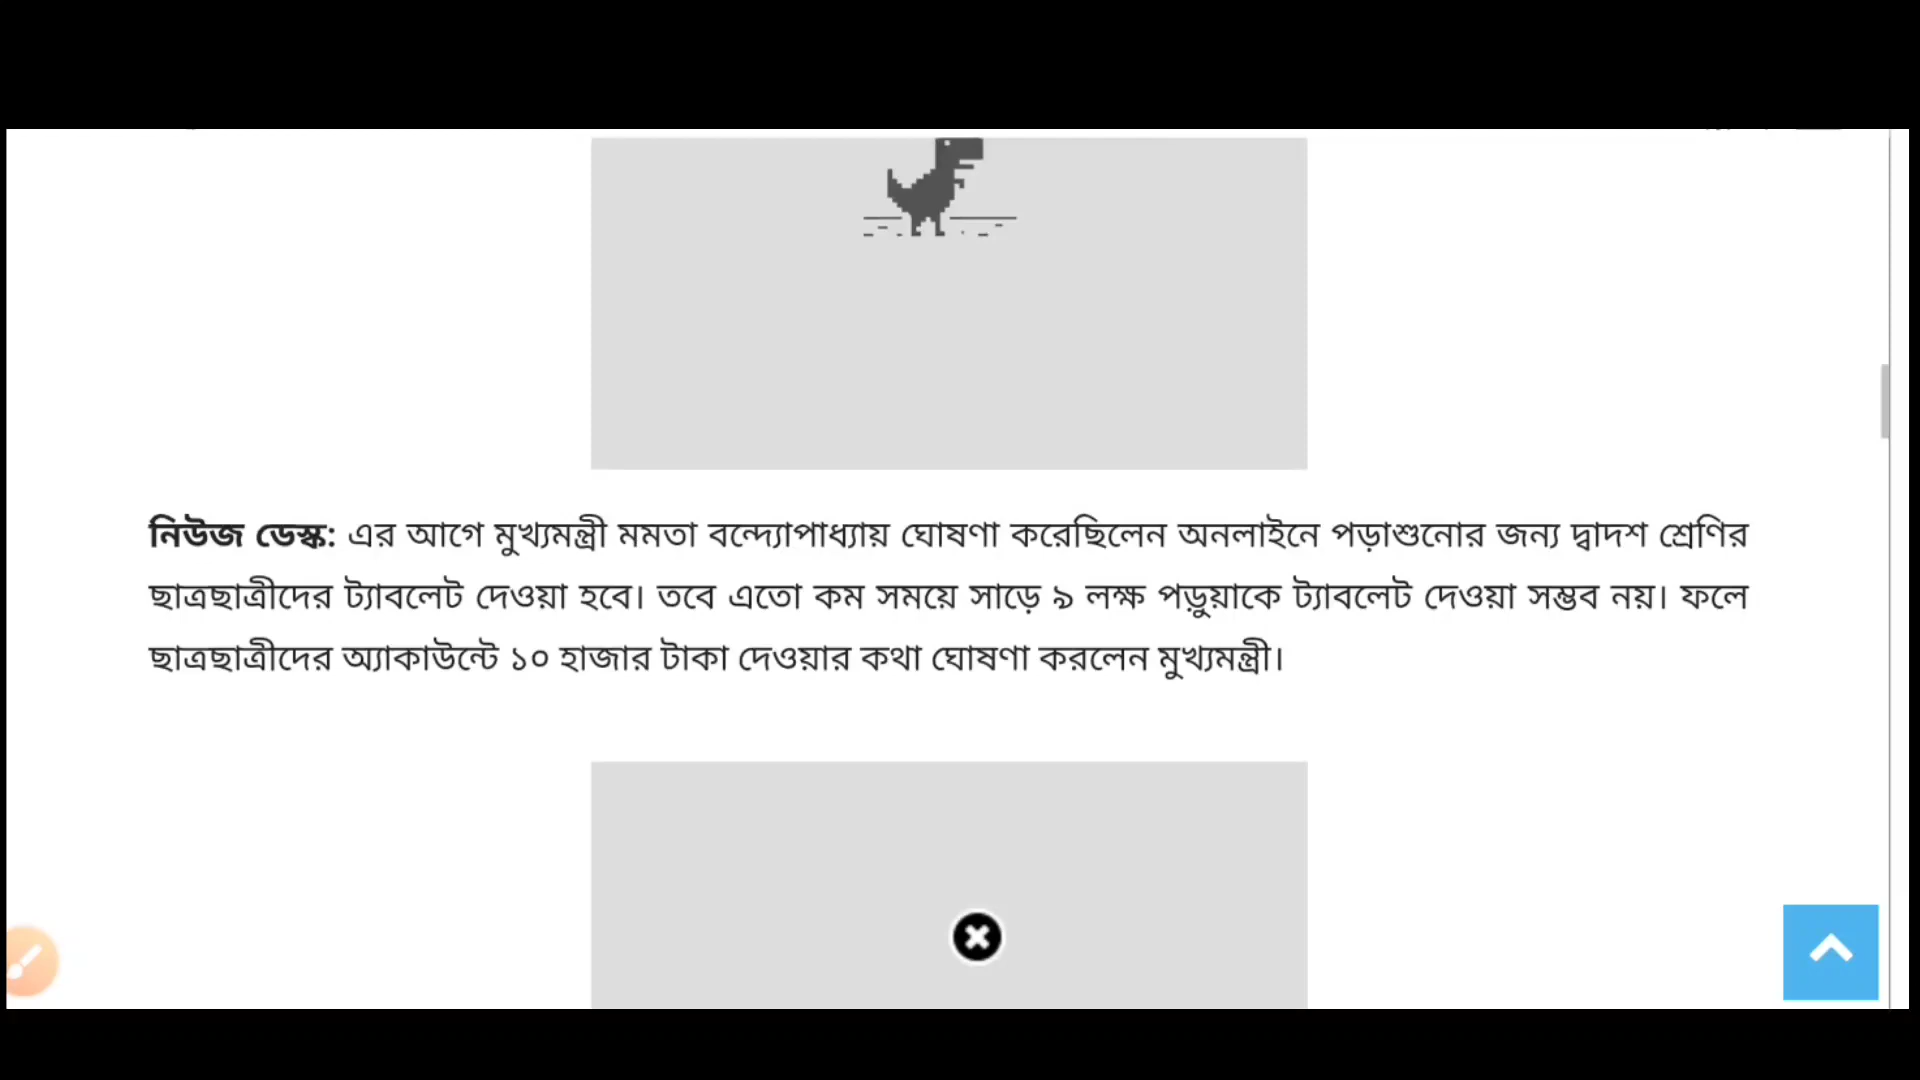 নিউজ ডেস্ক: এর আগে মুখ্যমন্ত্রী মমতা বন্দ্যোপাধ্যায় ঘোষণা করেছিলেন অনলাইনে পড়াশুনোর জন্য দ্বাদশ শ্রেণির
ছাত্রছাত্রীদের ট্যাবলেট দেওয়া হবে। তবে এতো কম সময়ে সাড়ে ৯ লক্ষ পড়ুয়াকে ট্যাবলেট দেওয়া সম্ভব নয়। ফলে
ছাত্রছাত্রীদের অ্যাকাউন্টে ১০ হাজার টাকা দেওয়ার কথা ঘোষণা করলেন মুখ্যমন্ত্রী।